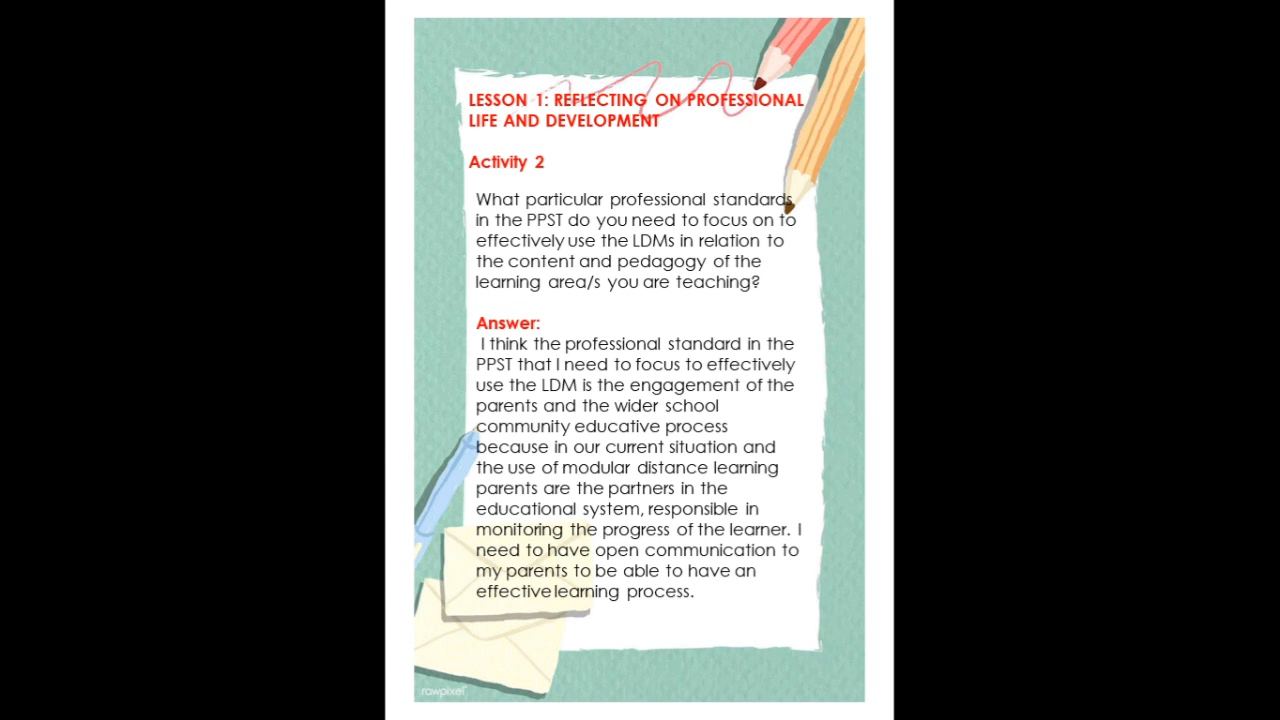 LESSON 1: REFLECTING ON PROFESSIONAL
LIFE AND DEVELOPMENT
Activity 2
What particular professional standards
in the PPST do you need to focus on to
effectively use the LDMs in relation to
the content and pedagogy of the
learning area/s you are teaching?
Answer:
I think the professional standard in the
PPST that I need to focus to effectively
use the LDM is the engagement of the
parents and the wider school
community educative process
because in our current situation and
the use of modular distance learning
parents are the partners in the
educational system, responsible in
monitoring the progress of the learner. I
need to have open communication to
my parents to be able to have an
effective learning process.
rawpixel